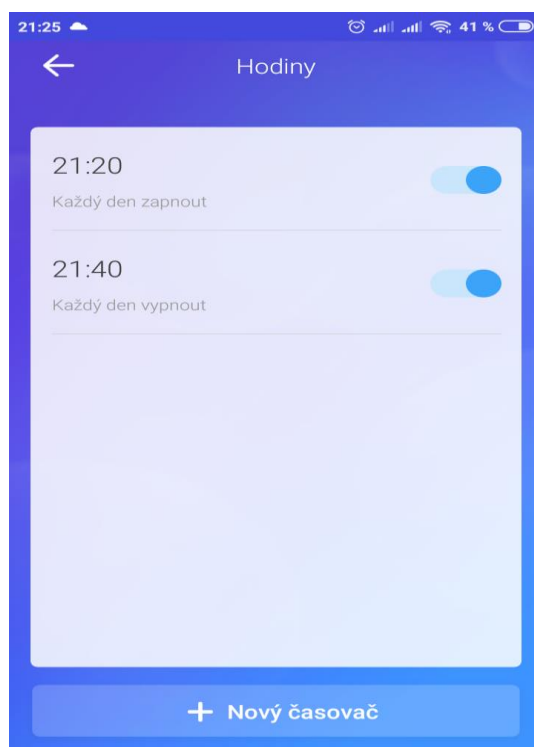 21:25 41 %
Hodiny
21:20
Každý den zapnout
21:40
Každý den vypnout
+ Nový časovač